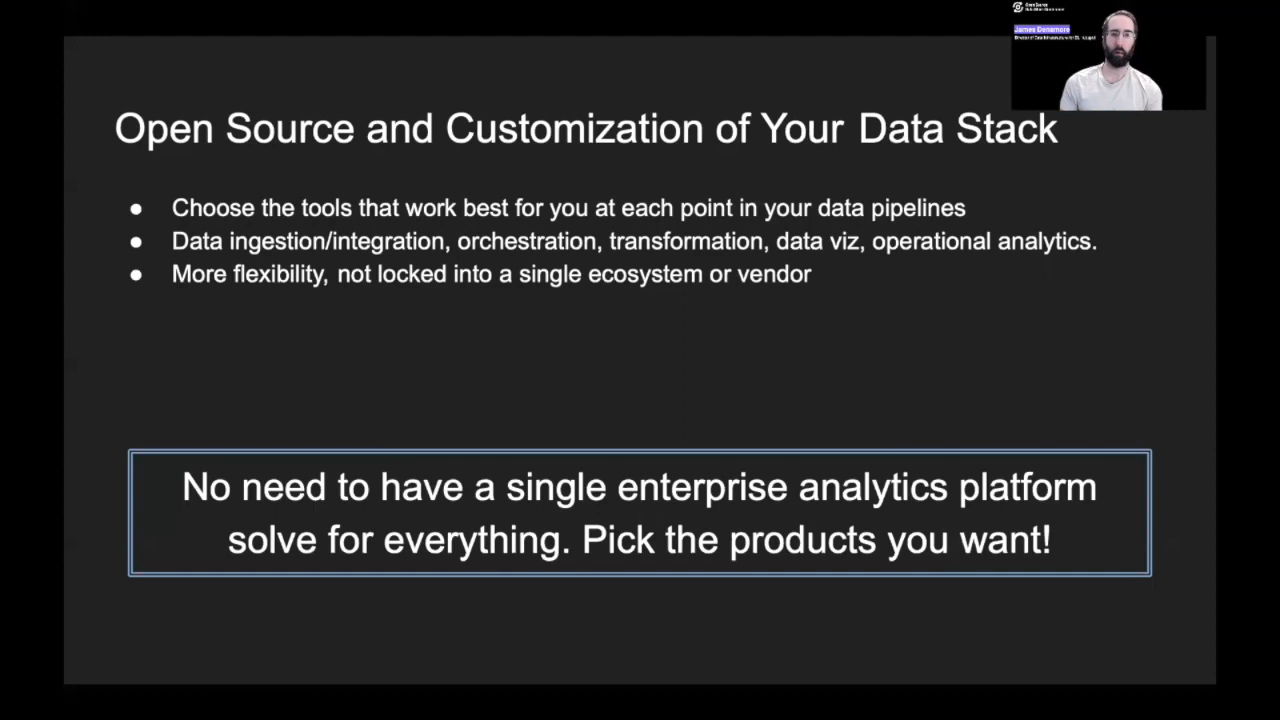 James Densmore
Open Source and Customization of Your Data Stack
● Choose the tools that work best for you at each point in your data pipelines
● Data ingestion/integration, orchestration, transformation, data viz, operational analytics.
● More flexibility, not locked into a single ecosystem or vendor
No need to have a single enterprise analytics platform
solve for everything. Pick the products you want!